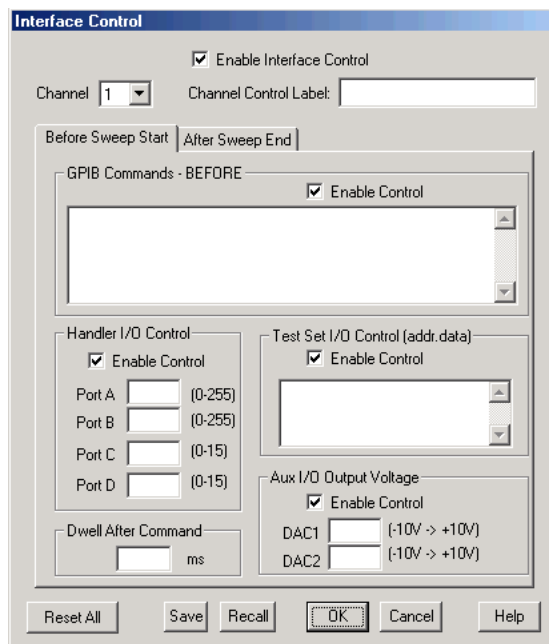 Interface Control
Enable Interface Control
Channel 1 Channel Control Label:
Before Sweep Start After Sweep End
GPIB Commands - BEFORE
Enable Control
Handler I/O Control
Enable Control
Port A (0-255)
Port B (0-255)
Port C (0-15)
Port D (0-15)
Test Set I/O Control (addr.data)
Enable Control
Aux I/O Output Voltage
Enable Control
DAC1 (-10V -> +10V)
DAC2 (-10V -> +10V)
Dwell After Command
ms
Reset All Save Recall OK Cancel Help